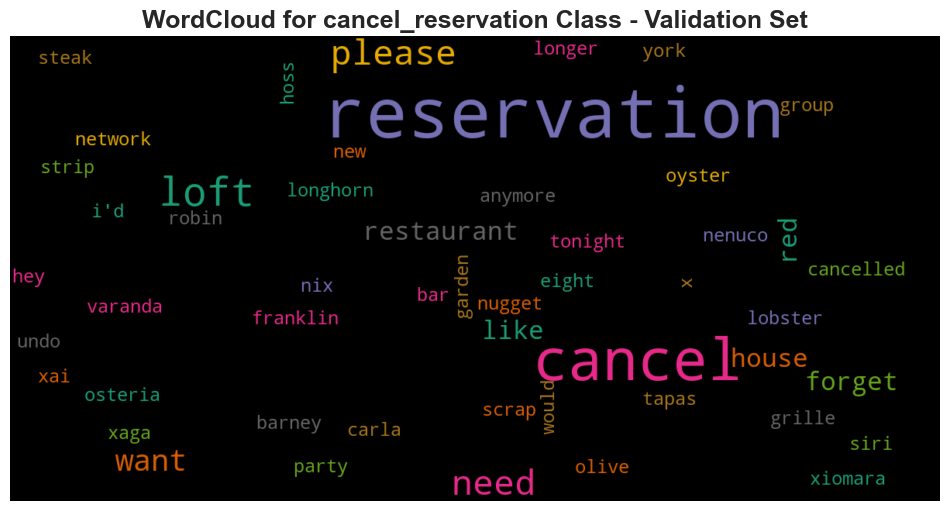 WordCloud for cancel_reservation Class - Validation Set
steak
hoss
please
longer
york
reservation
group
network
new
strip
loft
longhorn
anymore
oyster
i'd
robin
restaurant
tonight
nenuco
red
cancelled
hey
nix
bar
garden
eight
x
varanda
franklin
nugget
like
lobster
undo
cancel
house
xai
osteria
forget
would
tapas
scrap
barney
carla
grille
xaga
siri
want
party
need
olive
xiomara